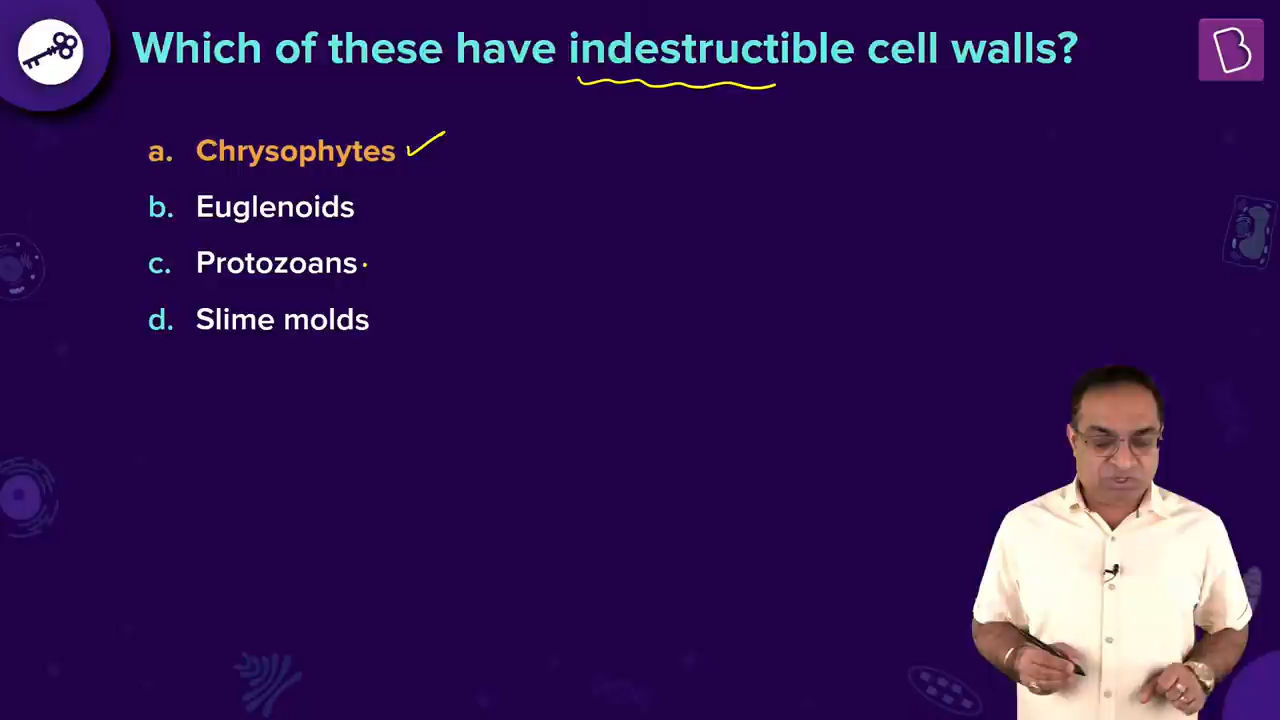 Which of these have indestructible cell walls?
a. Chrysophytes
b. Euglenoids
c. Protozoans
d. Slime molds